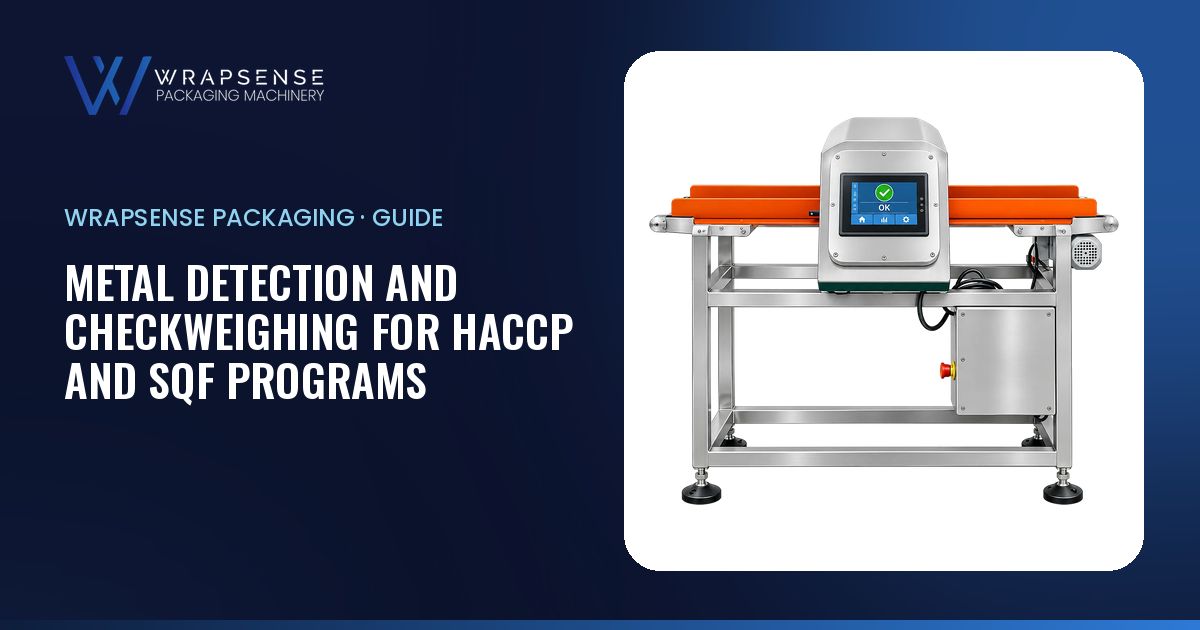 WRAPSENSE
PACKAGING MACHINERY
WRAPSENSE PACKAGING · GUIDE
METAL DETECTION AND
CHECKWEIGHING FOR HACCP
AND SQF PROGRAMS
OK